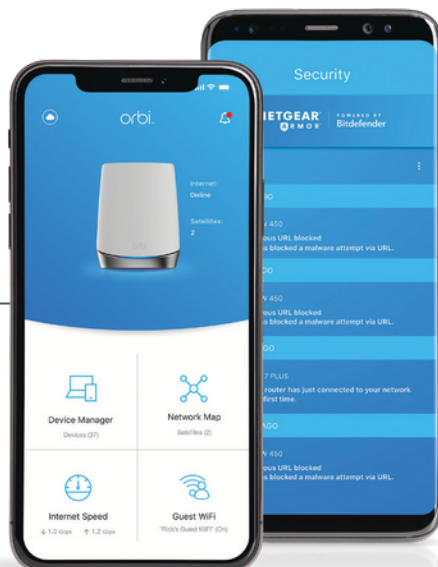 orbi
Internet:
Online
Satellites:
2
orbi
Device Manager
Devices (37)
Network Map
Satellites (2)
Internet Speed
↓ 1.0 Gbps ↑ 1.2 Gbps
Guest WiFi
"Rick's Guest WiFi" (On)
Security
NETGEAR
ARMOR
POWERED BY
Bitdefender
450
ous URL blocked
s blocked a malware attempt via URL.
GO
450
ous URL blocked
s blocked a malware attempt via URL.
7 PLUS
router has just connected to your network
first time.
AGO
450
ous URL blocked
s blocked a malware attempt via URL.